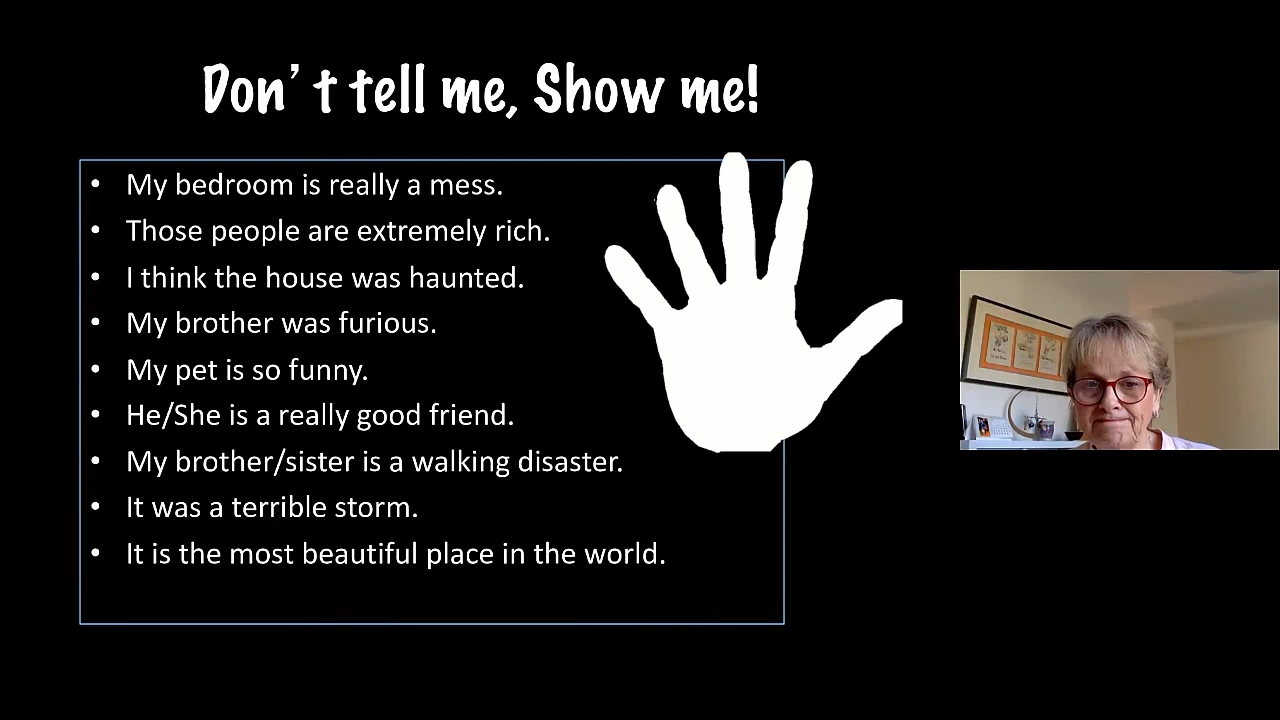 Don't tell me, Show me!
• My bedroom is really a mess.
• Those people are extremely rich.
• I think the house was haunted.
• My brother was furious.
• My pet is so funny.
• He/She is a really good friend.
• My brother/sister is a walking disaster.
• It was a terrible storm.
• It is the most beautiful place in the world.